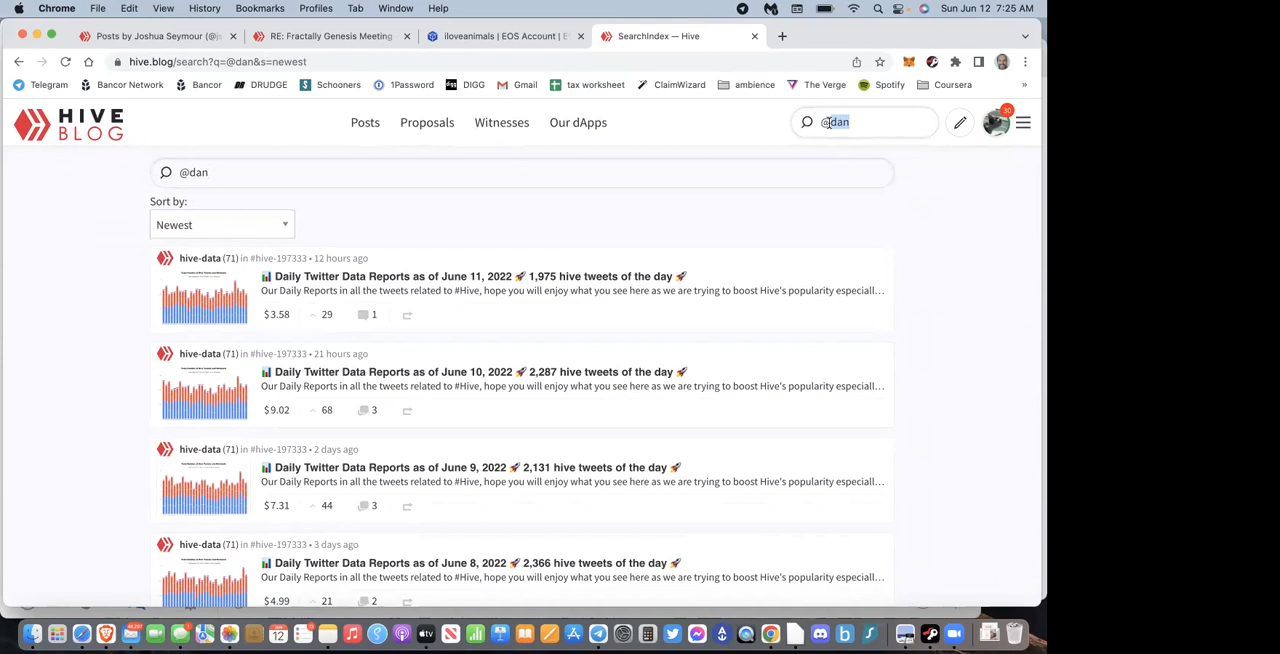 Chrome File Edit View History Bookmarks Profiles Tab Window Help Sun Jun 12 7:25 AM
Posts by Joshua Seymour (@js RE: Fractally Genesis Meeting iloveanimals | EOS Account | E SearchIndex — Hive
hive.blog/search?q=@dan&s=newest
Telegram Bancor Network Bancor DRUDGE Schooners 1Password DIGG Gmail tax worksheet ClaimWizard ambience The Verge Spotify Coursera »
HIVE BLOG Posts Proposals Witnesses Our dApps @dan 30
@dan
Sort by:
Newest
hive-data (71) in #hive-197333 • 12 hours ago
📊 Daily Twitter Data Reports as of June 11, 2022 🚀 1,975 hive tweets of the day 🚀
Our Daily Reports in all the tweets related to #Hive, hope you will enjoy what you see here as we are trying to boost Hive's popularity especiall…
$3.58 29 1
hive-data (71) in #hive-197333 • 21 hours ago
📊 Daily Twitter Data Reports as of June 10, 2022 🚀 2,287 hive tweets of the day 🚀
Our Daily Reports in all the tweets related to #Hive, hope you will enjoy what you see here as we are trying to boost Hive's popularity especiall…
$9.02 68 3
hive-data (71) in #hive-197333 • 2 days ago
📊 Daily Twitter Data Reports as of June 9, 2022 🚀 2,131 hive tweets of the day 🚀
Our Daily Reports in all the tweets related to #Hive, hope you will enjoy what you see here as we are trying to boost Hive's popularity especiall…
$7.31 44 3
hive-data (71) in #hive-197333 • 3 days ago
📊 Daily Twitter Data Reports as of June 8, 2022 🚀 2,366 hive tweets of the day 🚀
Our Daily Reports in all the tweets related to #Hive, hope you will enjoy what you see here as we are trying to boost Hive's popularity especiall…
$4.99 21 2